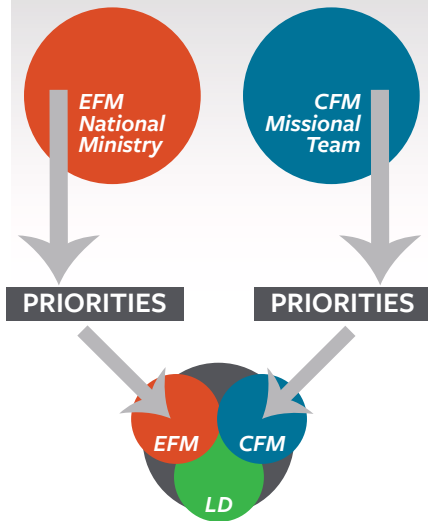 EFM
National
Ministry
CFM
Missional
Team
PRIORITIES
PRIORITIES
EFM
CFM
LD